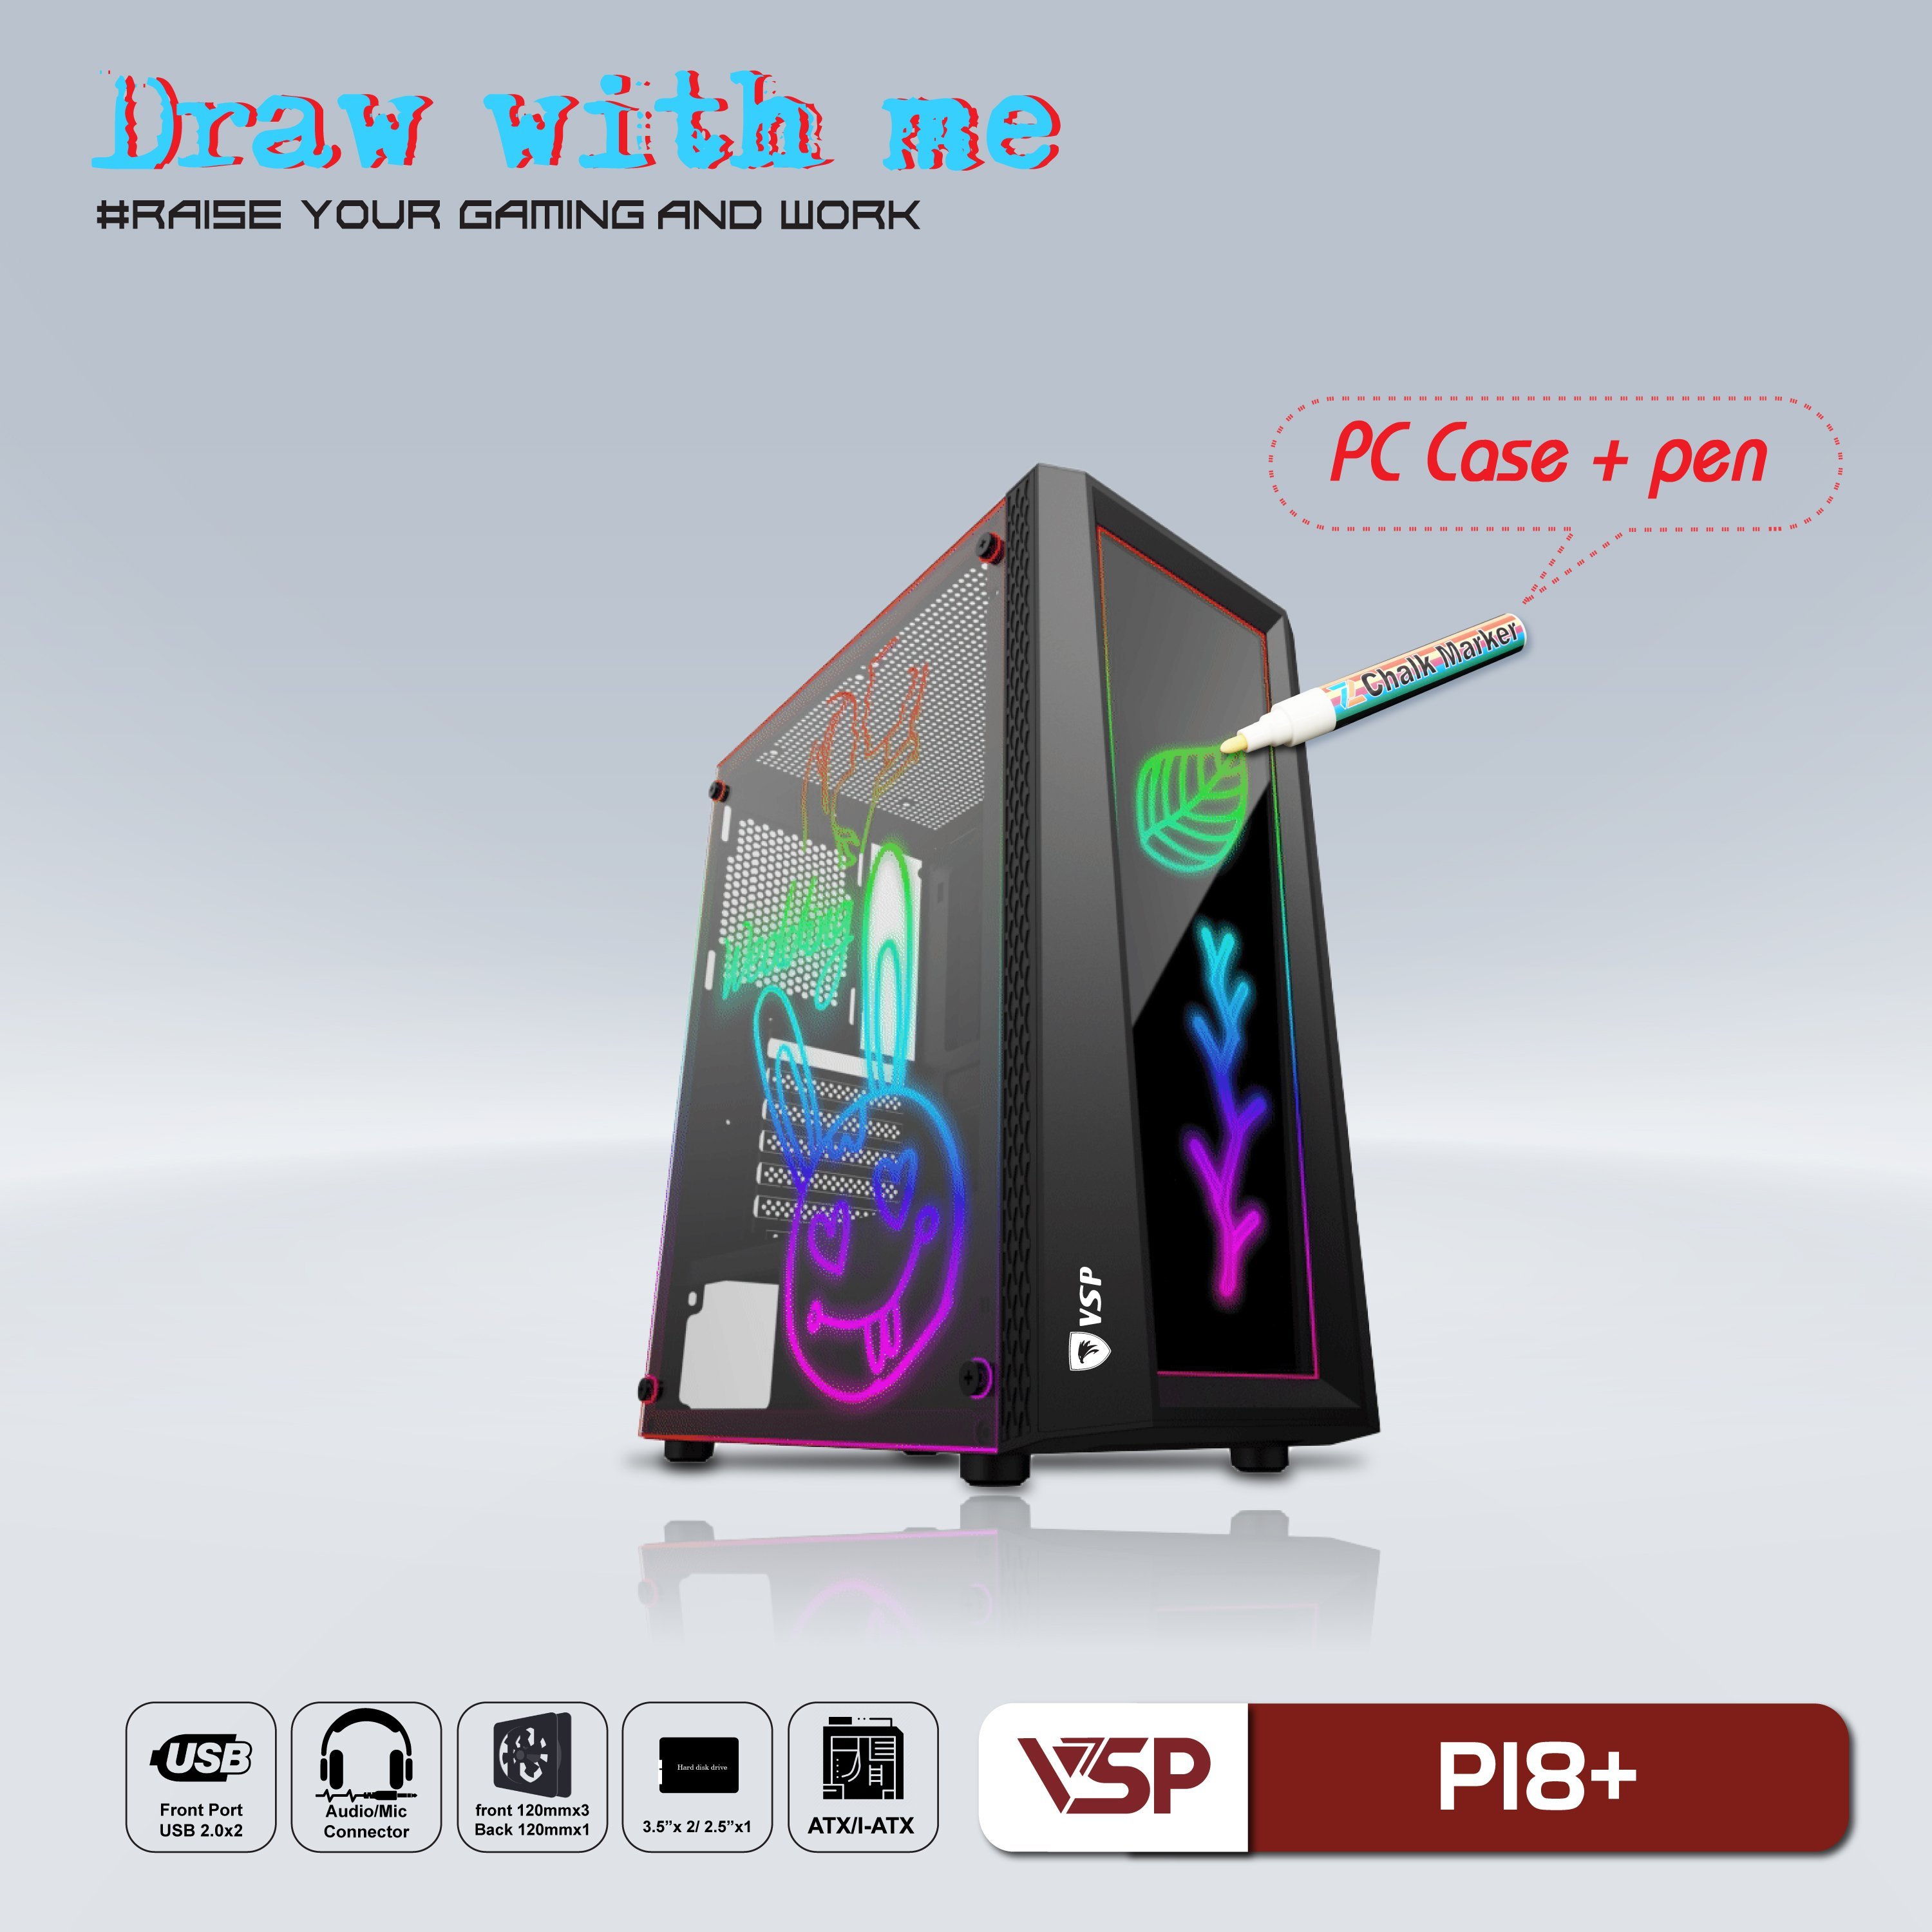 Draw with me
#RAISE YOUR GAMING AND WORK
PC Case + pen
Chalk Marker
VSP
USB
Front Port
USB 2.0x2
Audio/Mic
Connector
front 120mmx3
Back 120mmx1
Hard disk drive
3.5"x 2/ 2.5"x1
ATX/I-ATX
VSP
P18+